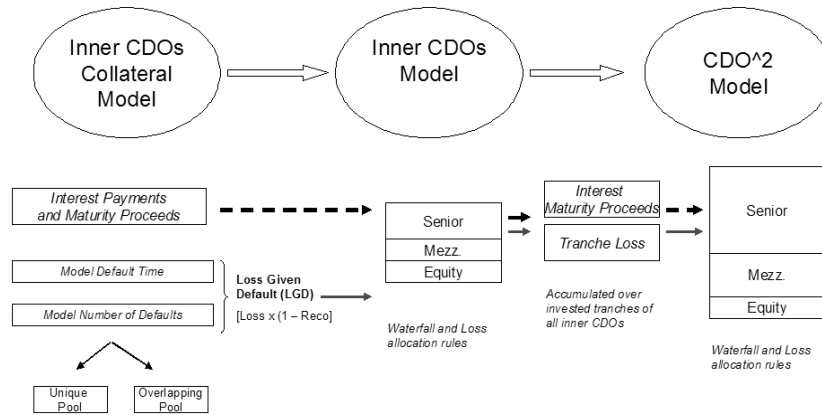 Inner CDOs
Collateral
Model
Inner CDOs
Model
CDO^2
Model
Interest Payments
and Maturity Proceeds
Model Default Time
Model Number of Defaults
Unique
Pool
Overlapping
Pool
Loss Given
Default (LGD)
[Loss x (1 – Reco]
Senior
Mezz.
Equity
Waterfall and Loss
allocation rules
Interest
Maturity Proceeds
Tranche Loss
Accumulated over
invested tranches of
all inner CDOs
Senior
Mezz.
Equity
Waterfall and Loss
allocation rules